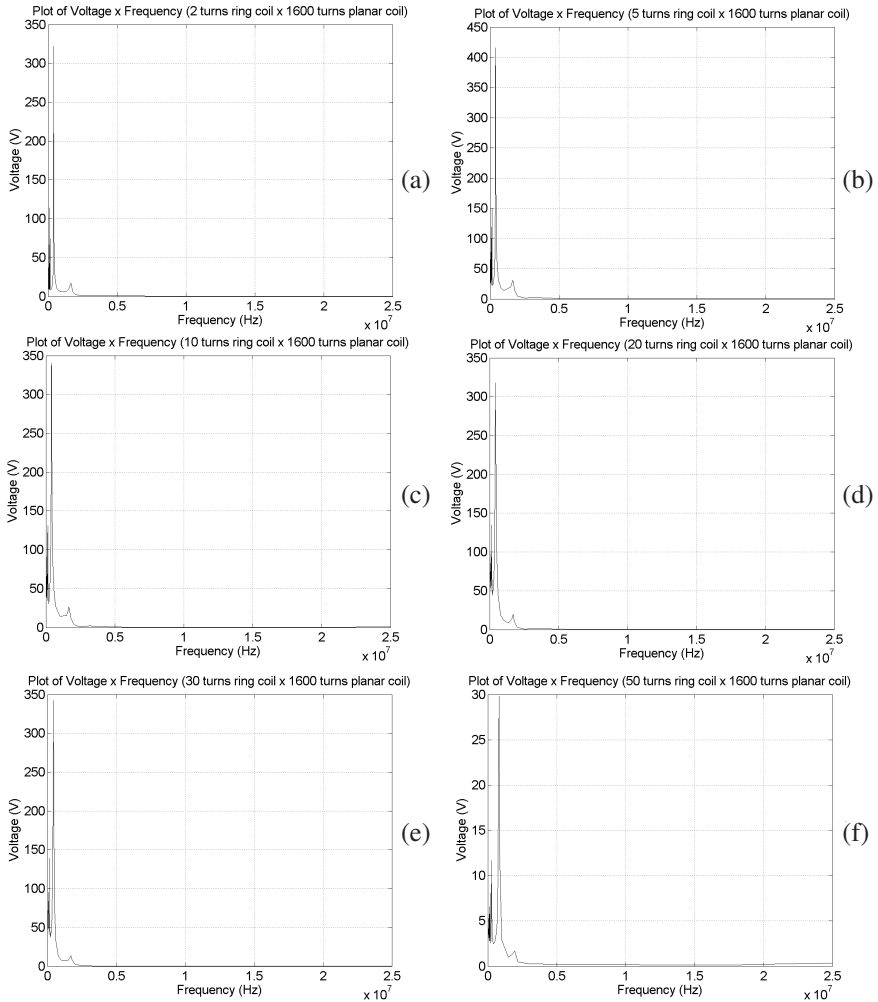 Plot of Voltage x Frequency (2 turns ring coil x 1600 turns planar coil)
350
300
250
200
150
100
50
0
Voltage (V)
0 0.5 1 1.5 2 2.5
Frequency (Hz)
x 10^7
(a)
Plot of Voltage x Frequency (5 turns ring coil x 1600 turns planar coil)
450
400
350
300
250
200
150
100
50
0
Voltage (V)
0 0.5 1 1.5 2 2.5
Frequency (Hz)
x 10^7
(b)
Plot of Voltage x Frequency (10 turns ring coil x 1600 turns planar coil)
350
300
250
200
150
100
50
0
Voltage (V)
0 0.5 1 1.5 2 2.5
Frequency (Hz)
x 10^7
(c)
Plot of Voltage x Frequency (20 turns ring coil x 1600 turns planar coil)
350
300
250
200
150
100
50
0
Voltage (V)
0 0.5 1 1.5 2 2.5
Frequency (Hz)
x 10^7
(d)
Plot of Voltage x Frequency (30 turns ring coil x 1600 turns planar coil)
350
300
250
200
150
100
50
0
Voltage (V)
0 0.5 1 1.5 2 2.5
Frequency (Hz)
x 10^7
(e)
Plot of Voltage x Frequency (50 turns ring coil x 1600 turns planar coil)
30
25
20
15
10
5
0
Voltage (V)
0 0.5 1 1.5 2 2.5
Frequency (Hz)
x 10^7
(f)